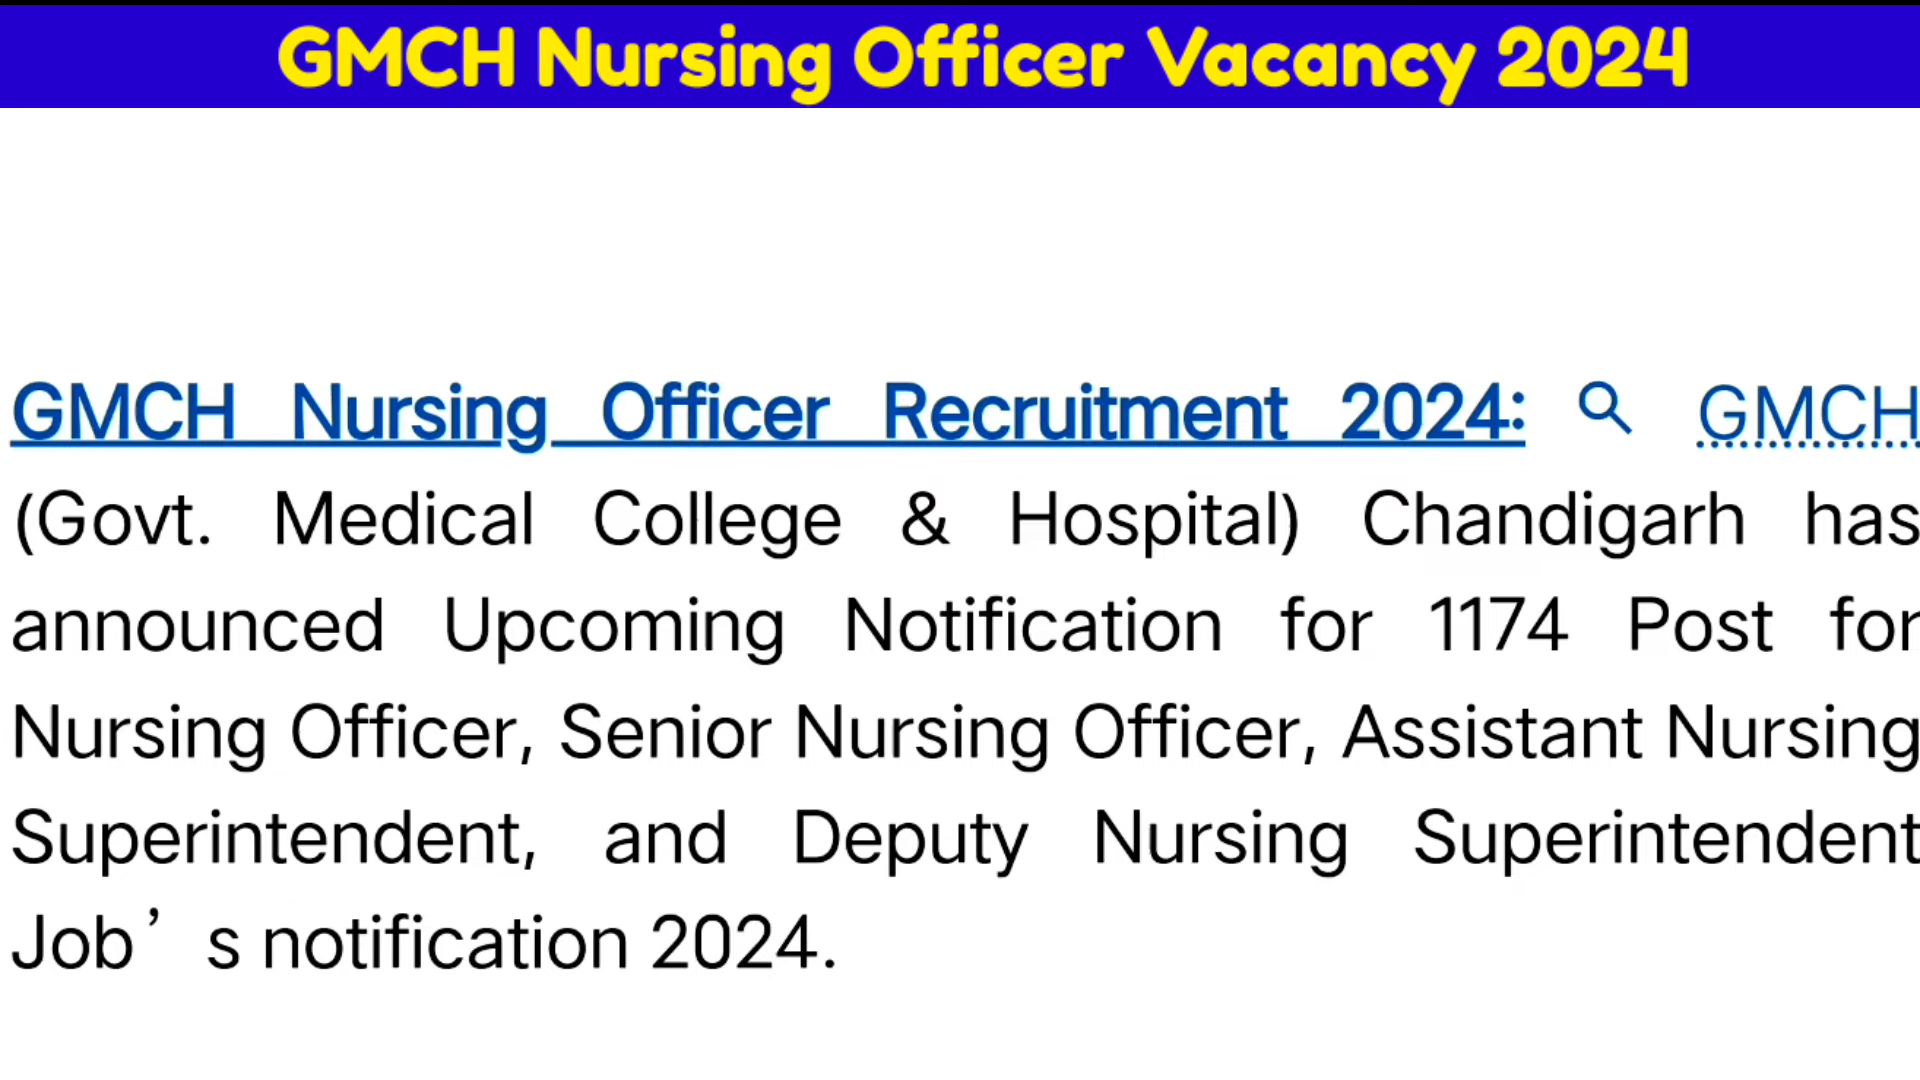 GMCH Nursing Officer Vacancy 2024
GMCH Nursing Officer Recruitment 2024: GMCH
(Govt. Medical College & Hospital) Chandigarh has
announced Upcoming Notification for 1174 Post for
Nursing Officer, Senior Nursing Officer, Assistant Nursing
Superintendent, and Deputy Nursing Superintendent
Job’ s notification 2024.